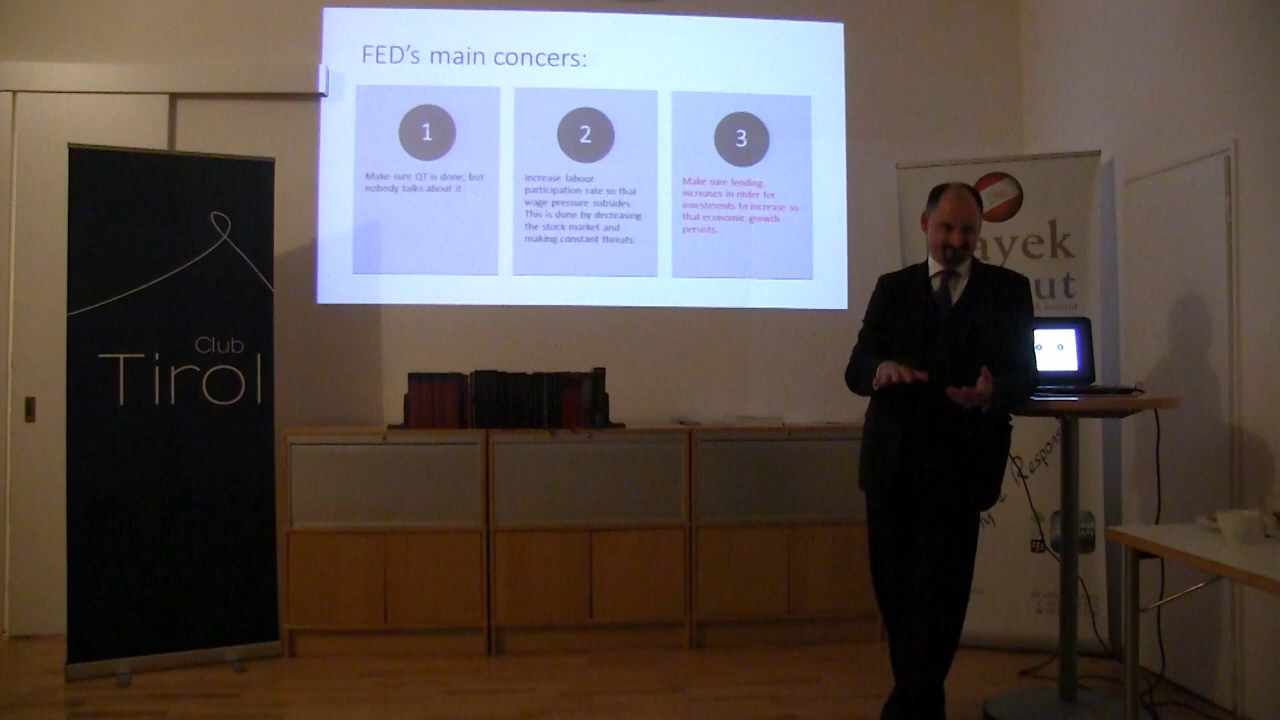 FED's main concers:
1
Make sure QT is done, but
nobody talks about it
2
Increase labour
participation rate so that
wage pressure subsides.
This is done by decreasing
the stock market and
making constant threats.
3
Make sure lending
increases in order for
investments to increase so
that economic growth
persists.
Club
Tirol
ayek
ut